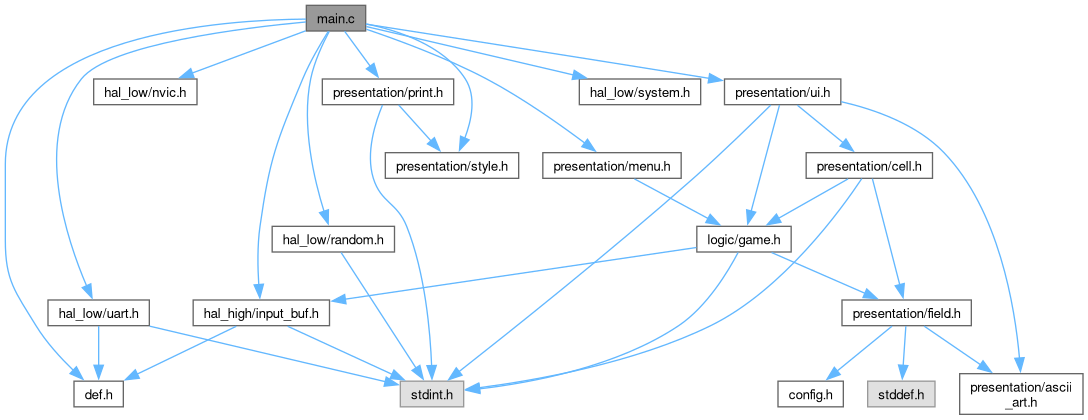 main.c
hal_low/nvic.h
presentation/print.h
hal_low/system.h
presentation/ui.h
presentation/style.h
presentation/menu.h
presentation/cell.h
hal_low/random.h
logic/game.h
hal_low/uart.h
hal_high/input_buf.h
presentation/field.h
def.h
stdint.h
config.h
stddef.h
presentation/ascii
_art.h